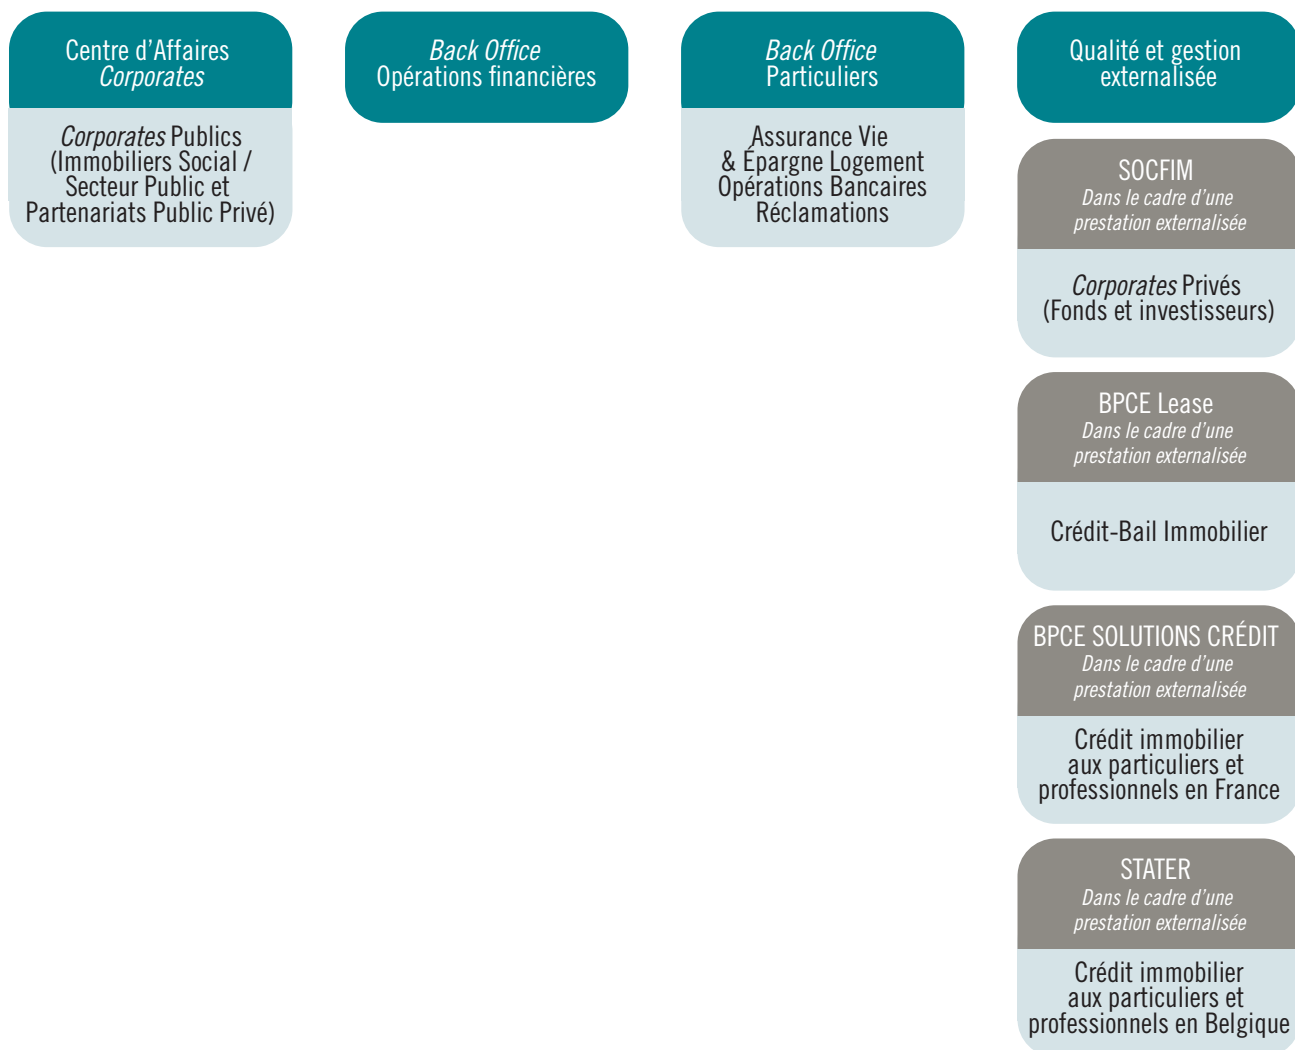 Centre d’Affaires
Corporates
Corporates Publics
(Immobiliers Social /
Secteur Public et
Partenariats Public Privé)
Back Office
Opérations financières
Back Office
Particuliers
Assurance Vie
& Épargne Logement
Opérations Bancaires
Réclamations
Qualité et gestion
externalisée
SOCFIM
Dans le cadre d’une
prestation externalisée
Corporates Privés
(Fonds et investisseurs)
BPCE Lease
Dans le cadre d’une
prestation externalisée
Crédit-Bail Immobilier
BPCE SOLUTIONS CRÉDIT
Dans le cadre d’une
prestation externalisée
Crédit immobilier
aux particuliers et
professionnels en France
STATER
Dans le cadre d’une
prestation externalisée
Crédit immobilier
aux particuliers et
professionnels en Belgique